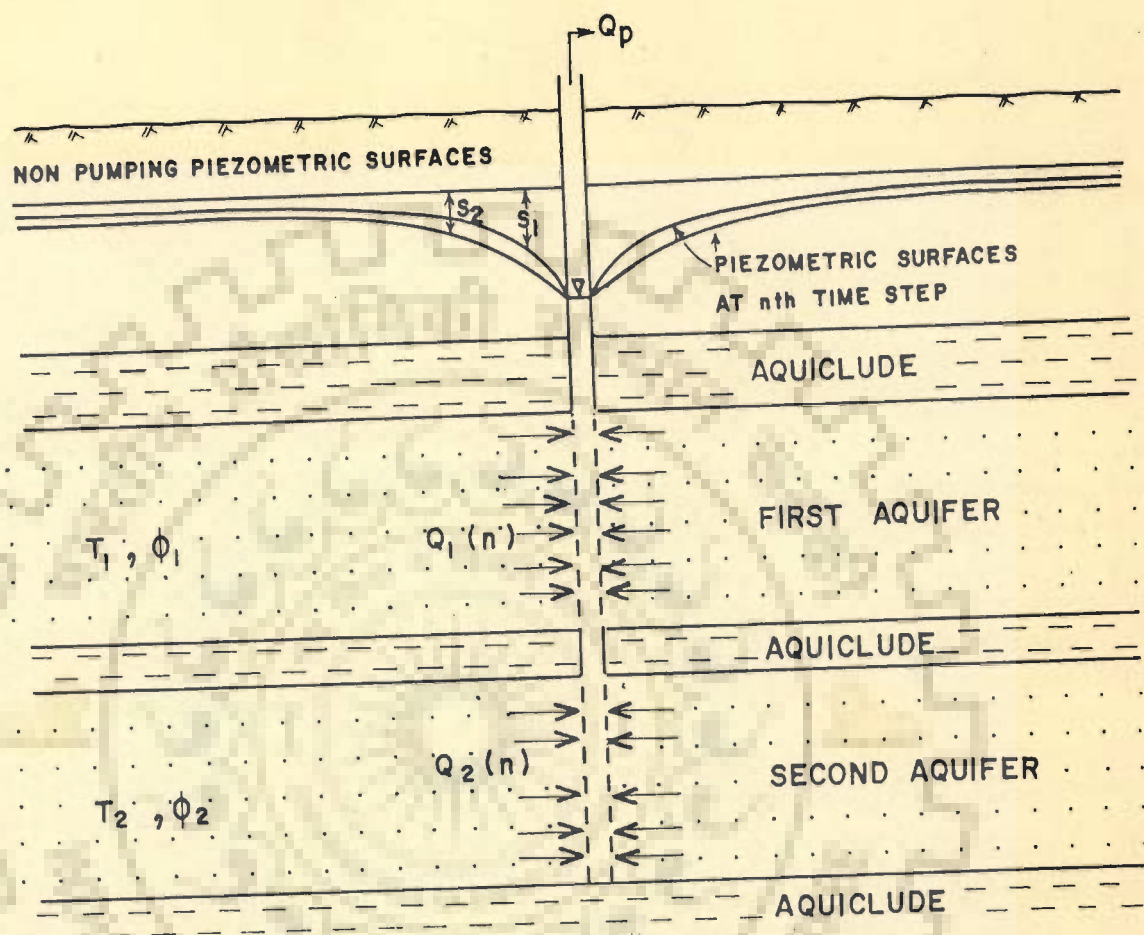 Qp
NON PUMPING PIEZOMETRIC SURFACES
S2
S1
PIEZOMETRIC SURFACES
AT nth TIME STEP
AQUICLUDE
FIRST AQUIFER
T1 , ϕ1
Q1 (n)
AQUICLUDE
Q2 (n)
SECOND AQUIFER
T2 , ϕ2
AQUICLUDE